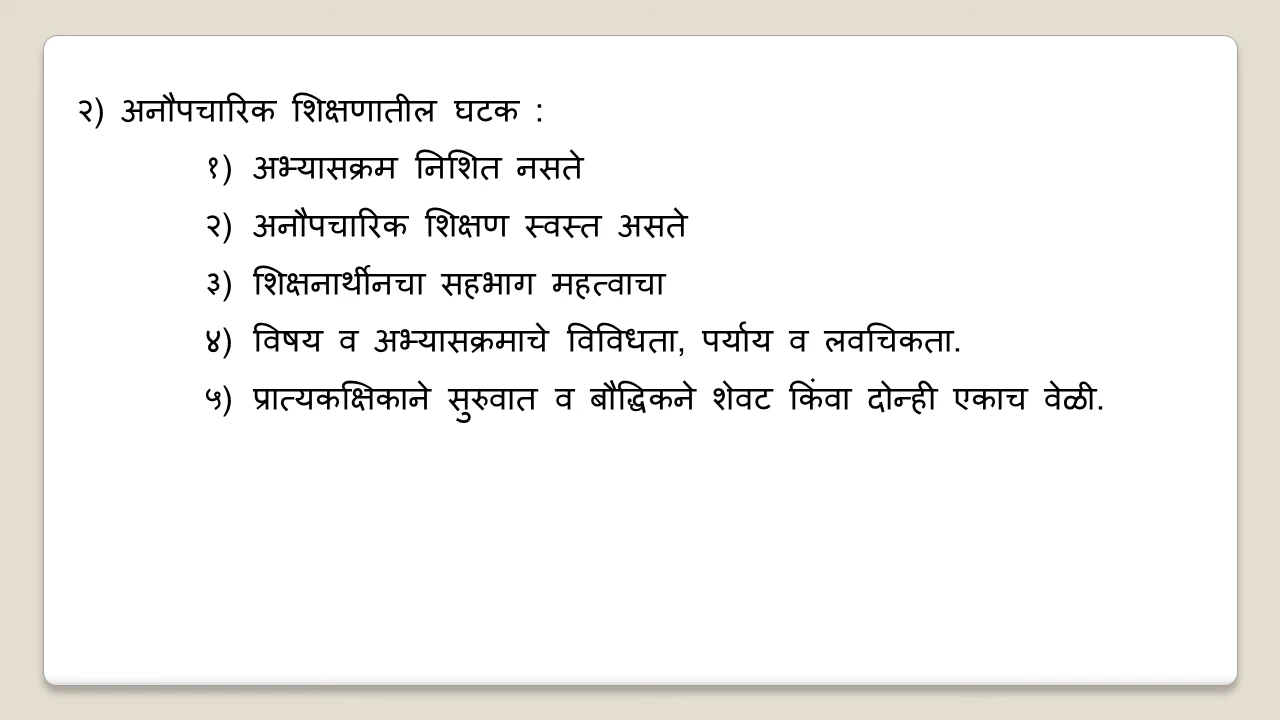 २) अनौपचारिक शिक्षणातील घटक :
१) अभ्यासक्रम निशित नसते
२) अनौपचारिक शिक्षण स्वस्त असते
३) शिक्षनार्थीनचा सहभाग महत्वाचा
४) विषय व अभ्यासक्रमाचे विविधता, पर्याय व लवचिकता.
५) प्रात्यकक्षिकाने सुरुवात व बौद्धिकने शेवट किंवा दोन्ही एकाच वेळी.